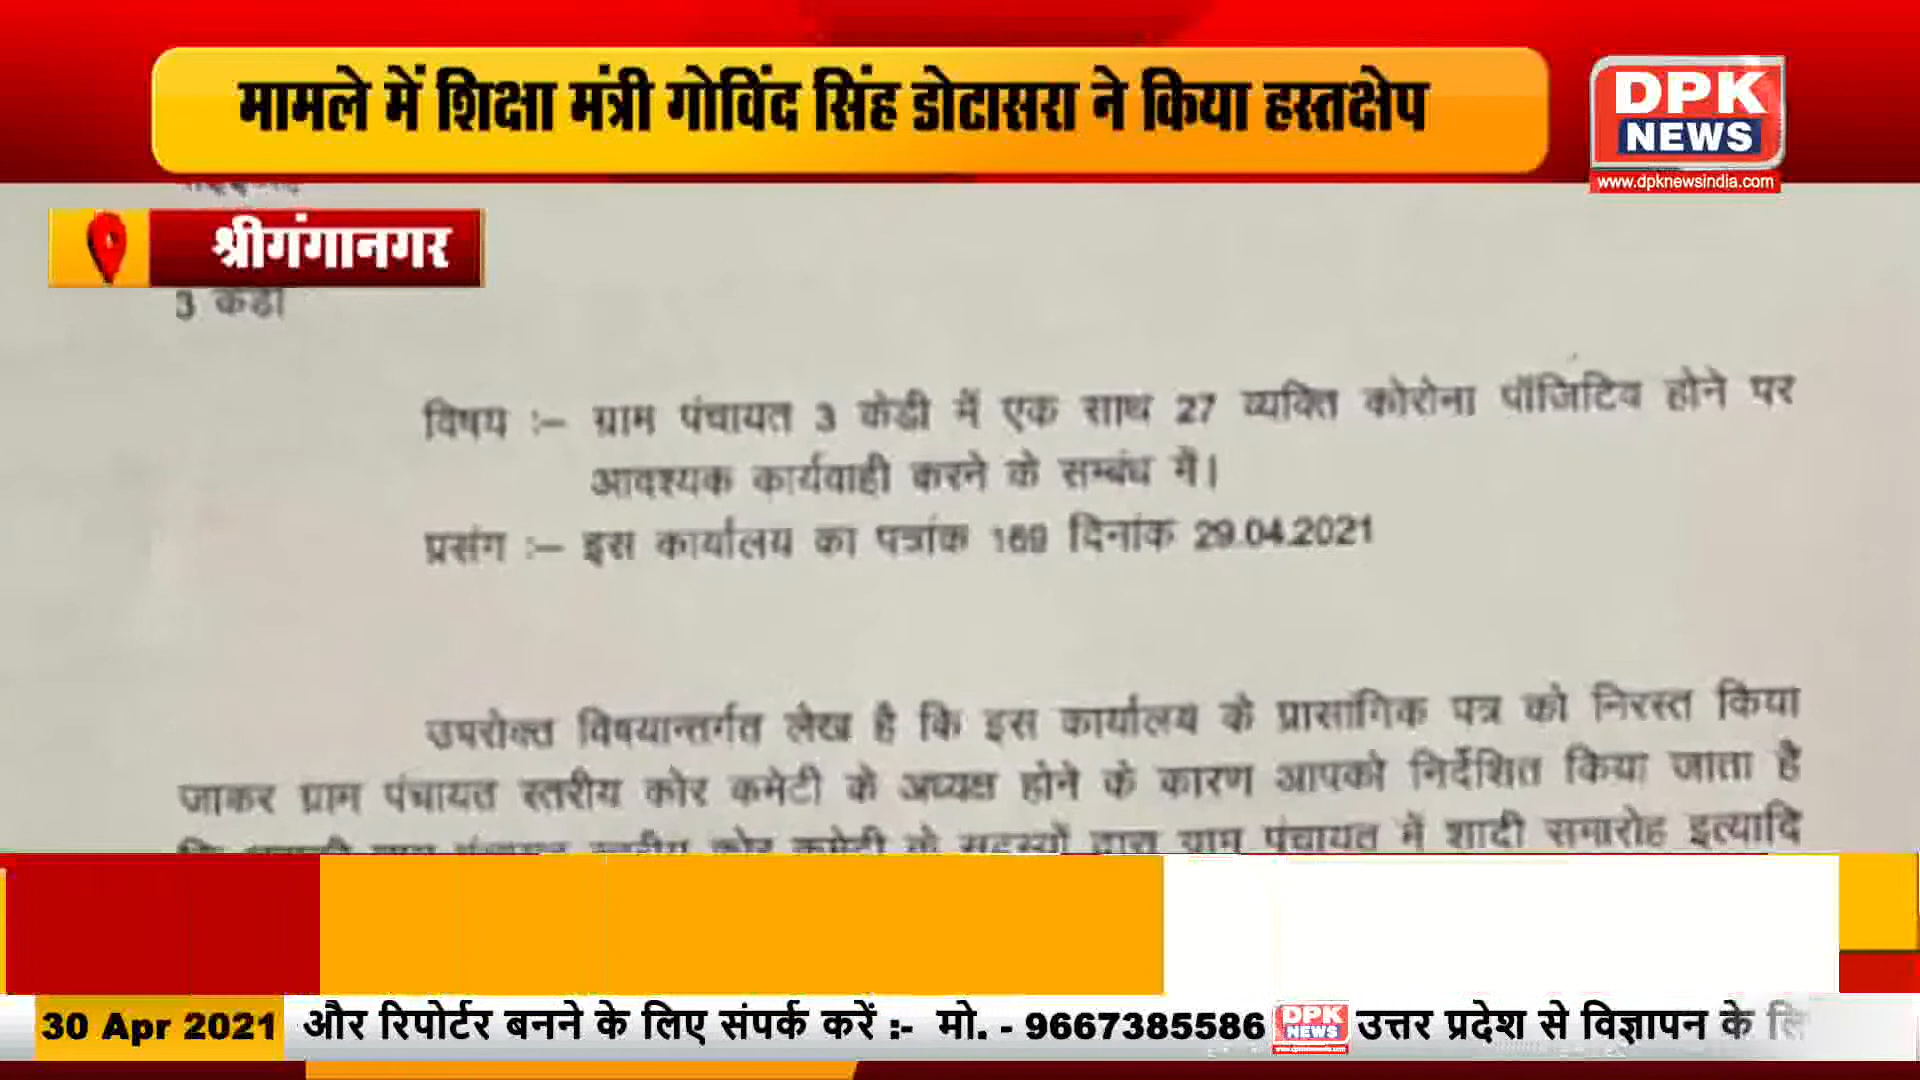 मामले में शिक्षा मंत्री गोविंद सिंह डोटासरा ने किया हस्तक्षेप
DPK
NEWS
www.dpknewsindia.com
श्रीगंगानगर
3 केडी
विषय :– ग्राम पंचायत 3 केडी में एक साथ 27 व्यक्ति कोरोना पॉजिटिव होने पर
आवश्यक कार्यवाही करने के सम्बंध में।
प्रसंग :– इस कार्यालय का पत्रांक 169 दिनांक 29.04.2021
उपरोक्त विषयान्तर्गत लेख है कि इस कार्यालय के प्रासांगिक पत्र को निरस्त किया
जाकर ग्राम पंचायत स्तरीय कोर कमेटी के अध्यक्ष होने के कारण आपको निर्देशित किया जाता है
ग्राम पंचायत स्तरीय कोर कमेटी के सदस्यों द्वारा ग्राम पंचायत में शादी समारोह इत्यादि
30 Apr 2021 और रिपोर्टर बनने के लिए संपर्क करें :- मो. - 9667385586 DPK NEWS उत्तर प्रदेश से विज्ञापन के